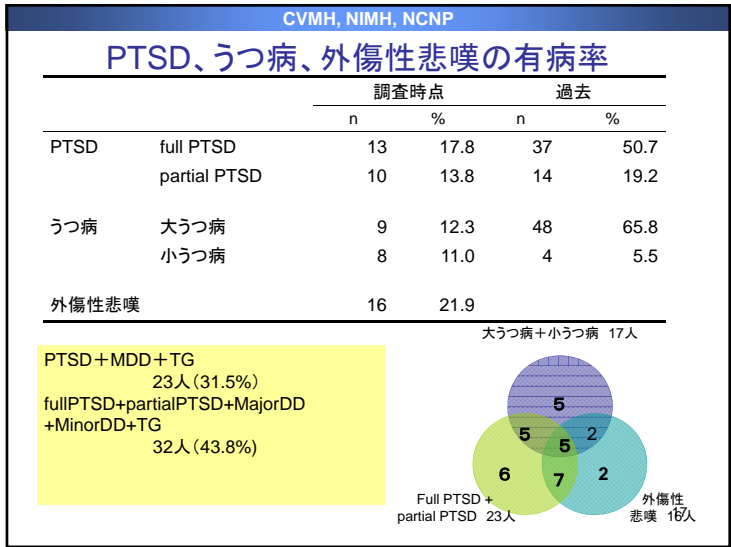 CVMH, NIMH, NCNP
PTSD、うつ病、外傷性悲嘆の有病率
調査時点 過去
n % n %
PTSD full PTSD 13 17.8 37 50.7
partial PTSD 10 13.8 14 19.2
うつ病 大うつ病 9 12.3 48 65.8
小うつ病 8 11.0 4 5.5
外傷性悲嘆 16 21.9
大うつ病+小うつ病 17人
PTSD+MDD+TG
23人(31.5%)
fullPTSD+partialPTSD+MajorDD
+MinorDD+TG
32人(43.8%)
5
5 5 2
6 7 2
Full PTSD +
partial PTSD 23人
外傷性
悲嘆 16人
17